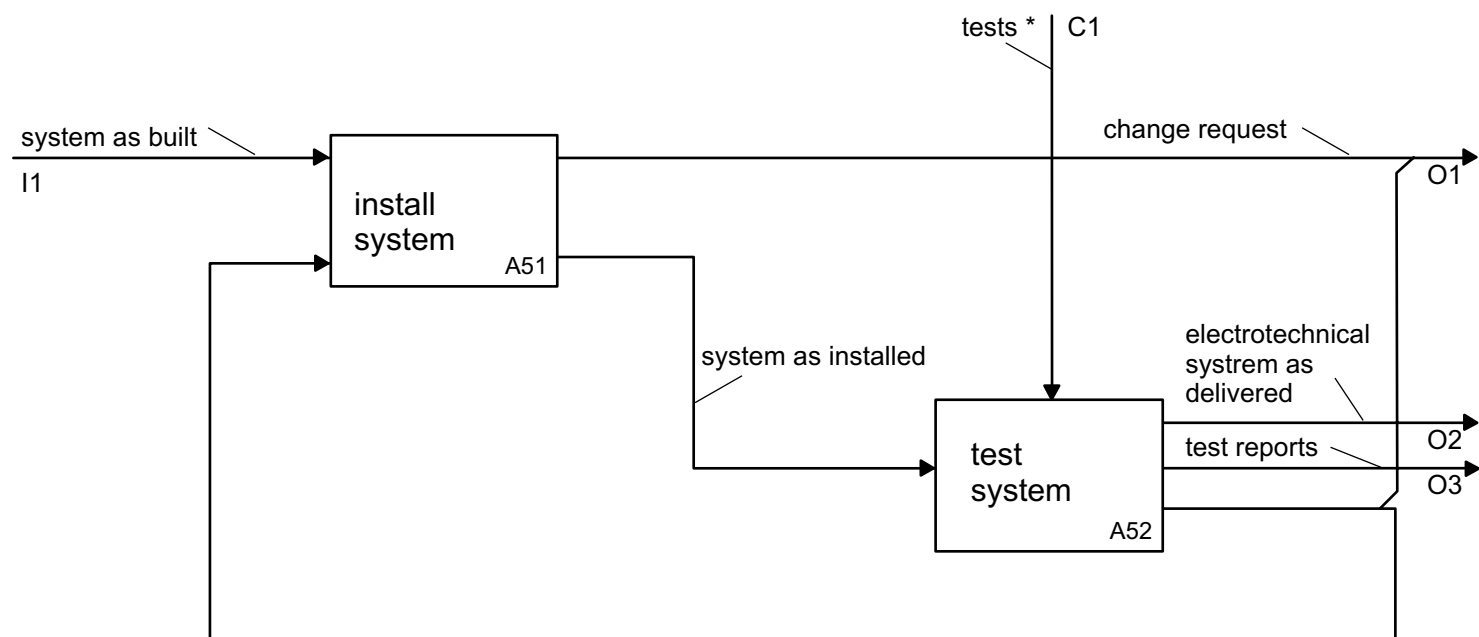 tests *
C1
system as built
I1
change request
O1
install
system
A51
system as installed
electrotechnical
systrem as
delivered
O2
test reports
O3
test
system
A52